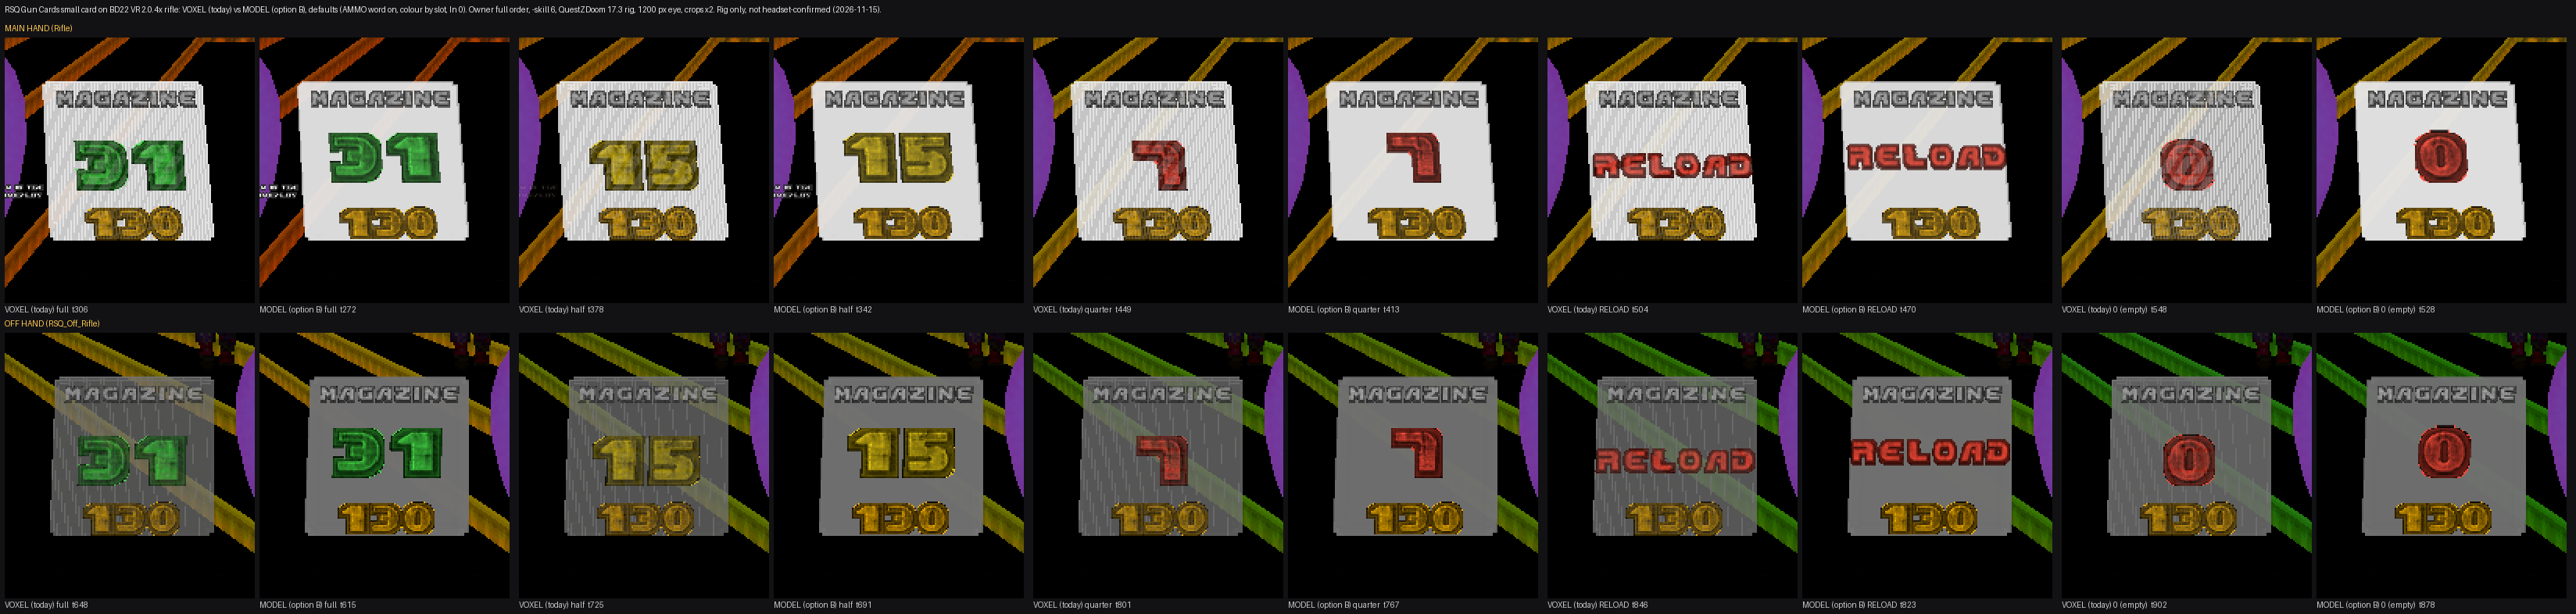 RSQ Gun Cards small card on BD22 VR 2.0.4x rifle: VOXEL (today) vs MODEL (option B), defaults (AMMO word on, colour by slot, ln 0). Owner full order, -skill 6, QuestZDoom 17.3 rig, 1200 px eye, crops x2. Rig only, not headset-confirmed (2026-11-15).
MAIN HAND (Rifle)
MAGAZINE MAGAZINE MAGAZINE MAGAZINE MAGAZINE MAGAZINE MAGAZINE MAGAZINE MAGAZINE MAGAZINE
31 31 15 15 7 7 RELOAD RELOAD 0 0
130 130 130 130 130 130 130 130 130 130
VOXEL (today) full t306 MODEL (option B) full t272 VOXEL (today) half t378 MODEL (option B) half t342 VOXEL (today) quarter t449 MODEL (option B) quarter t413 VOXEL (today) RELOAD t504 MODEL (option B) RELOAD t470 VOXEL (today) 0 (empty) t548 MODEL (option B) 0 (empty) t528
OFF HAND (RSQ_Off_Rifle)
MAGAZINE MAGAZINE MAGAZINE MAGAZINE MAGAZINE MAGAZINE MAGAZINE MAGAZINE MAGAZINE MAGAZINE
31 31 15 15 7 7 RELOAD RELOAD 0 0
130 130 130 130 130 130 130 130 130 130
VOXEL (today) full t648 MODEL (option B) full t615 VOXEL (today) half t725 MODEL (option B) half t691 VOXEL (today) quarter t801 MODEL (option B) quarter t767 VOXEL (today) RELOAD t846 MODEL (option B) RELOAD t823 VOXEL (today) 0 (empty) t902 MODEL (option B) 0 (empty) t878